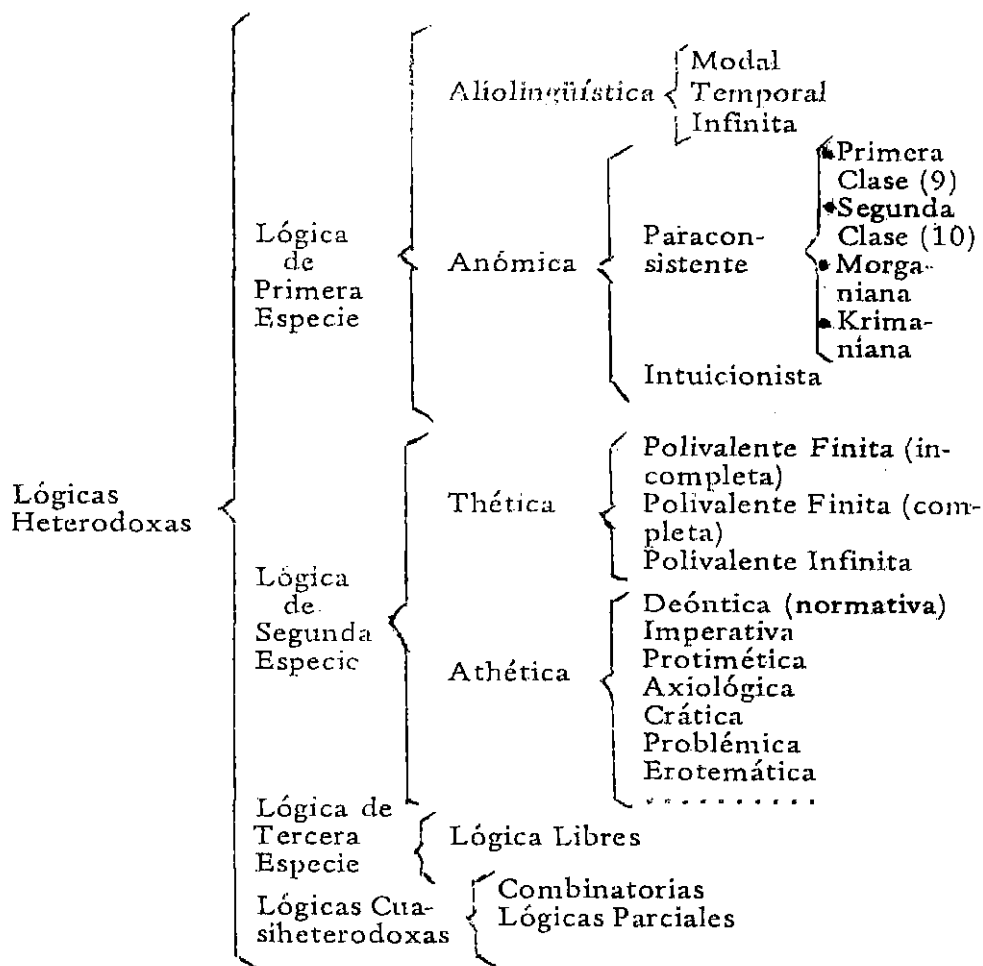 Lógicas
Heterodoxas
Lógica
de
Primera
Especie
Aliolingüística
Modal
Temporal
Infinita
Anómica
Paracon-
sistente
Primera
Clase (9)
Segunda
Clase (10)
Morga-
niana
Krima-
niana
Intuicionista
Lógica
de
Segunda
Especie
Thética
Polivalente Finita (in-
completa)
Polivalente Finita (com-
pleta)
Polivalente Infinita
Athética
Deóntica (normativa)
Imperativa
Protimética
Axiológica
Crática
Problémica
Erotemática
. . . . . . . . . .
Lógica de
Tercera
Especie
Lógica Libres
Lógicas Cua-
siheterodoxas
Combinatorias
Lógicas Parciales